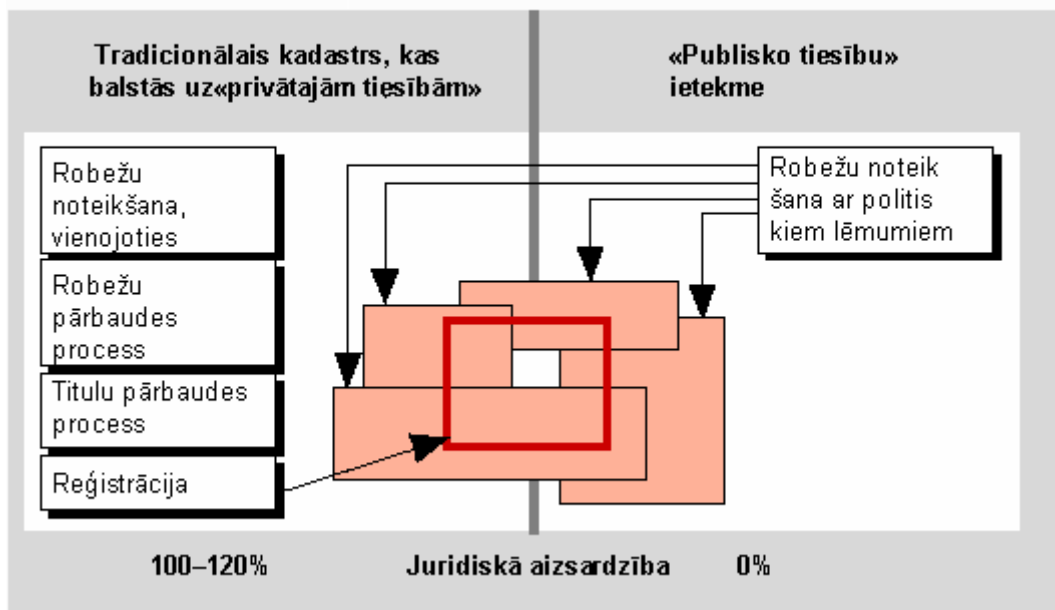 Tradicionālais kadastrs, kas
balstās uz«privātajām tiesībām»
«Publisko tiesību»
ietekme
Robežu
noteikšana,
vienojoties
Robežu
pārbaudes
process
Titulu pārbaudes
process
Reģistrācija
Robežu noteik
šana ar politis
kiem lēmumiem
100–120%
Juridiskā aizsardzība
0%